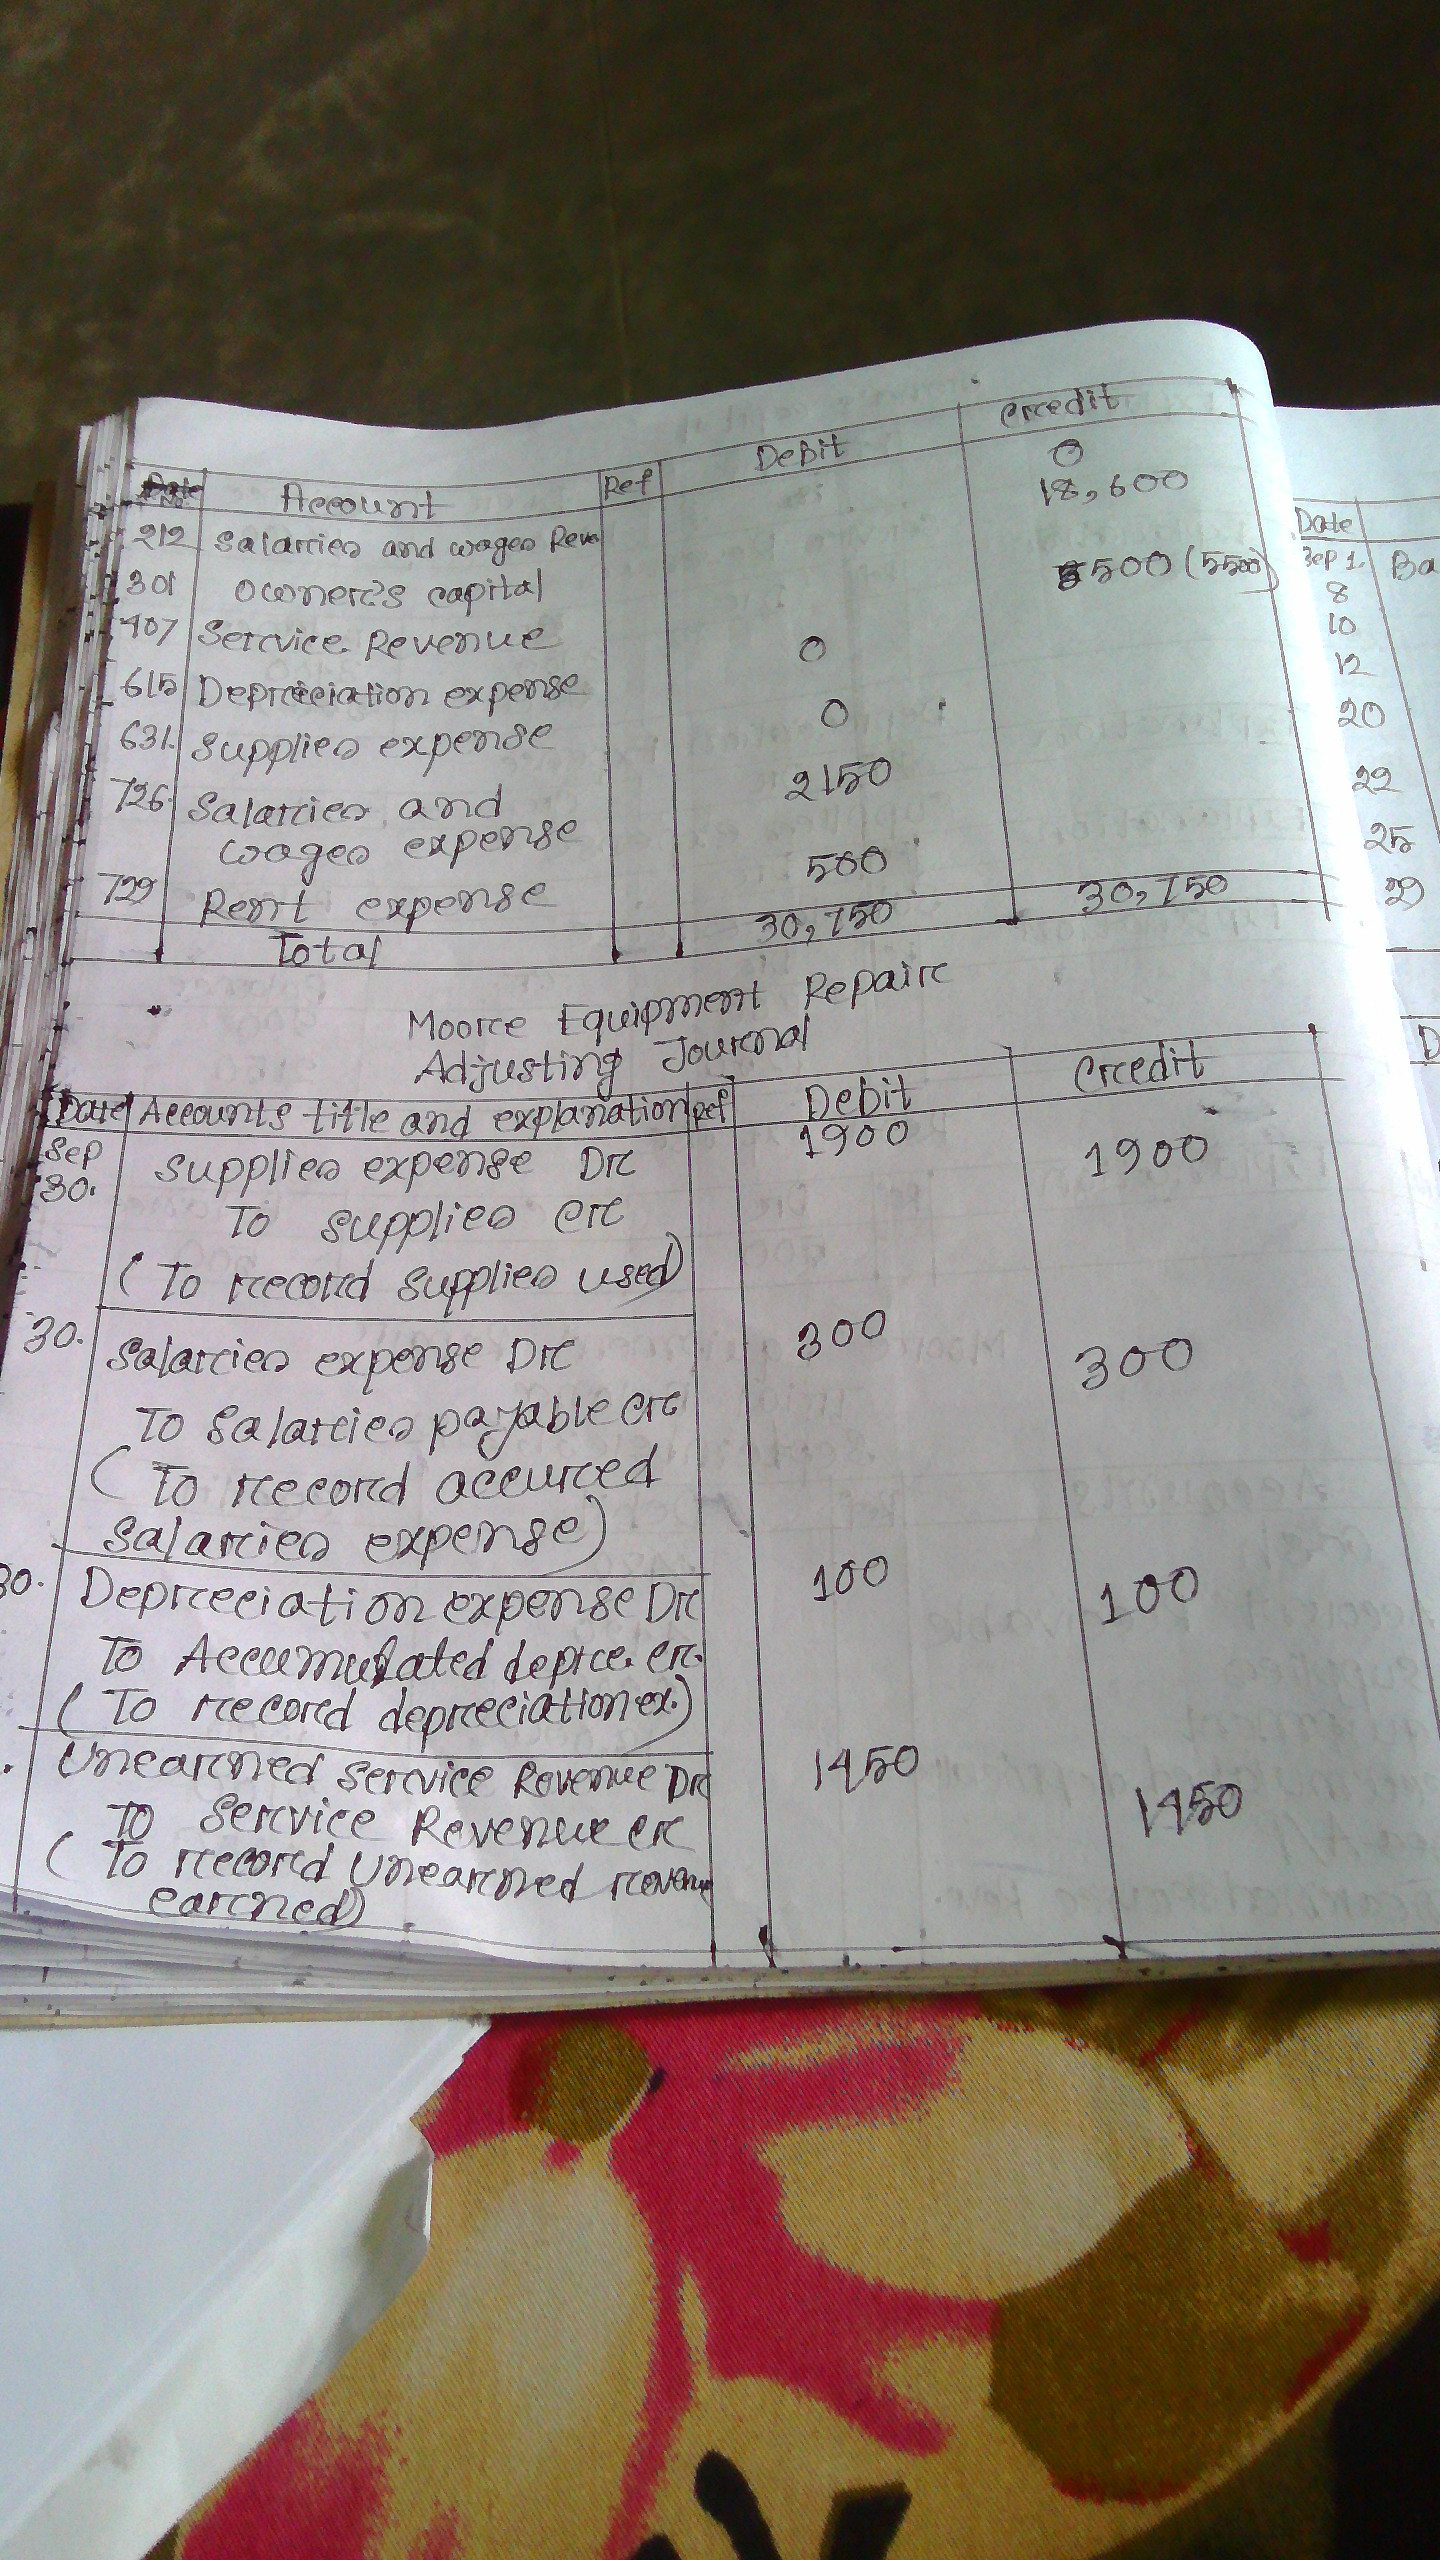 No Account Ref Debit Credit
212 Salaries and wages Reve 0
301 Owner's capital 18,600
407 Service Revenue 5500 (5500)
615 Depreciation expense 0
631. Supplies expense 0
726. Salaries and
wages expense 2150
729 Rent expense 500
Total 30,750 30,750
Moore Equipment Repair
Adjusting Journal
Date Accounts title and explanation Ref Debit Credit
Sep
30. Supplies expense Dr 1900
To supplies cr 1900
(To record supplies used)
30. Salaries expense Dr 300
To Salaries payable cr 300
(To record accured
salaries expense)
30. Depreciation expense Dr 100
To Accumulated depre. cr. 100
(To record depreciation ex.)
Unearned service Revenue Dr 1450
To Service Revenue cr 1450
(To record unearned revenue
earned)
Date
Sep 1. Ba
8
10
12
20
22
25
29
D